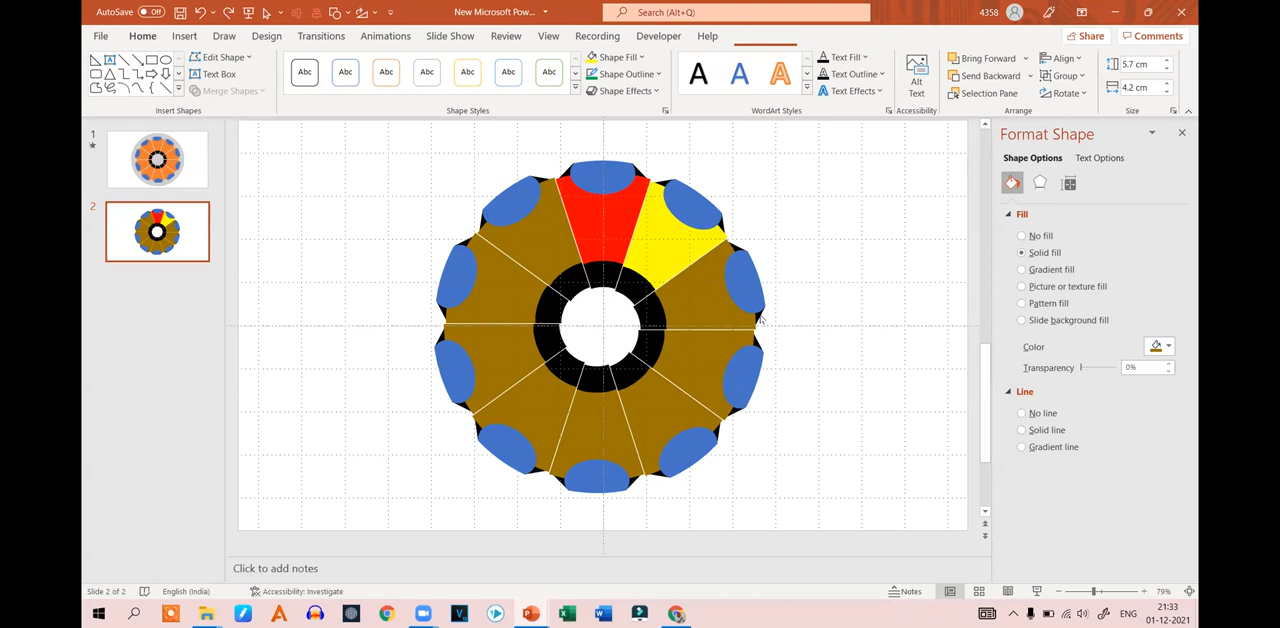 AutoSave Off New Microsoft Pow... Search (Alt+Q) 4358
File Home Insert Draw Design Transitions Animations Slide Show Review View Recording Developer Help Share Comments
Edit Shape
Text Box
Merge Shapes
Insert Shapes
Abc Abc Abc Abc Abc Abc Abc
Shape Styles
Shape Fill
Shape Outline
Shape Effects
A A A
WordArt Styles
Text Fill
Text Outline
Text Effects
Alt
Text
Accessibility
Bring Forward
Send Backward
Selection Pane
Align
Group
Rotate
Arrange
5.7 cm
4.2 cm
Size
1
2
Format Shape
Shape Options Text Options
Fill
No fill
Solid fill
Gradient fill
Picture or texture fill
Pattern fill
Slide background fill
Color
Transparency 0%
Line
No line
Solid line
Gradient line
Click to add notes
Slide 2 of 2 English (India) Accessibility: Investigate Notes 79%
ENG
21:33
01-12-2021